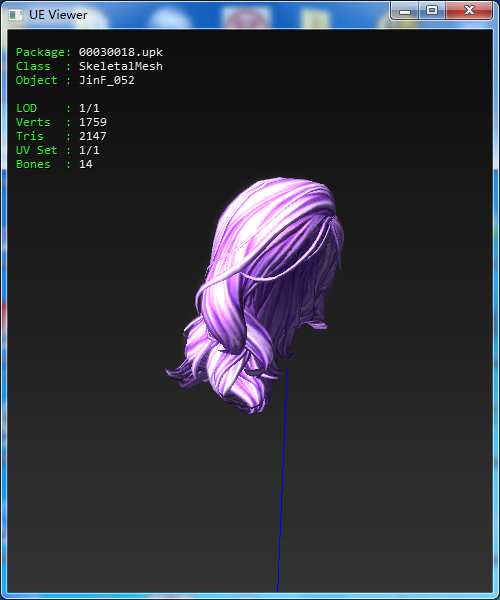 UE Viewer
Package: 00030018.upk
Class  : SkeletalMesh
Object : JinF_052
LOD    : 1/1
Verts  : 1759
Tris   : 2147
UV Set : 1/1
Bones  : 14